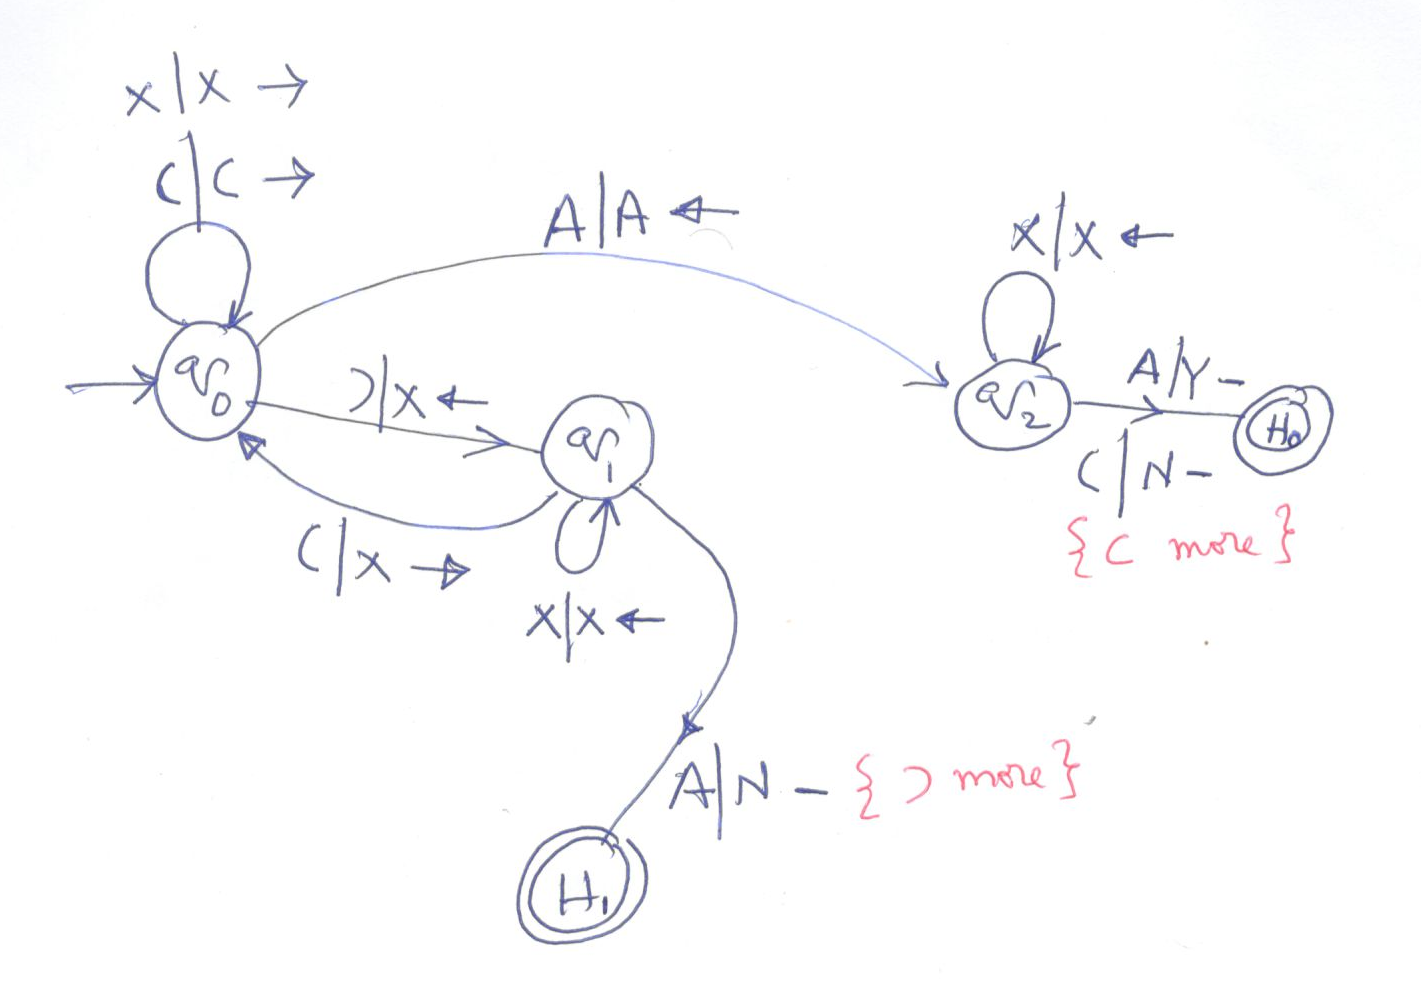 x|x →
(|( →
A|A ←
x|x ←
q0
)|x ←
q1
q2
A|Y -
H0
(|N -
{( more}
(|x →
x|x ←
A|N - {) more}
H1